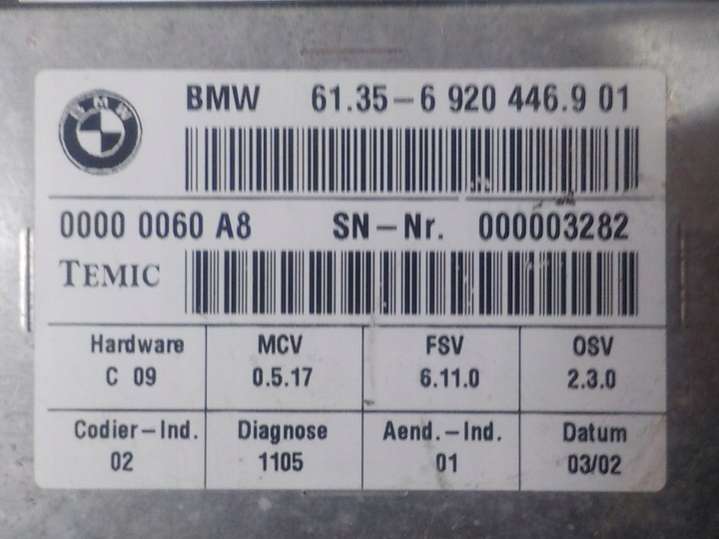 BMW
BMW 61.35-6 920 446.9 01
0000 0060 A8 SN-Nr. 000003282
TEMIC
Hardware MCV FSV OSV
C 09 0.5.17 6.11.0 2.3.0
Codier-Ind. Diagnose Aend.-Ind. Datum
02 1105 01 03/02